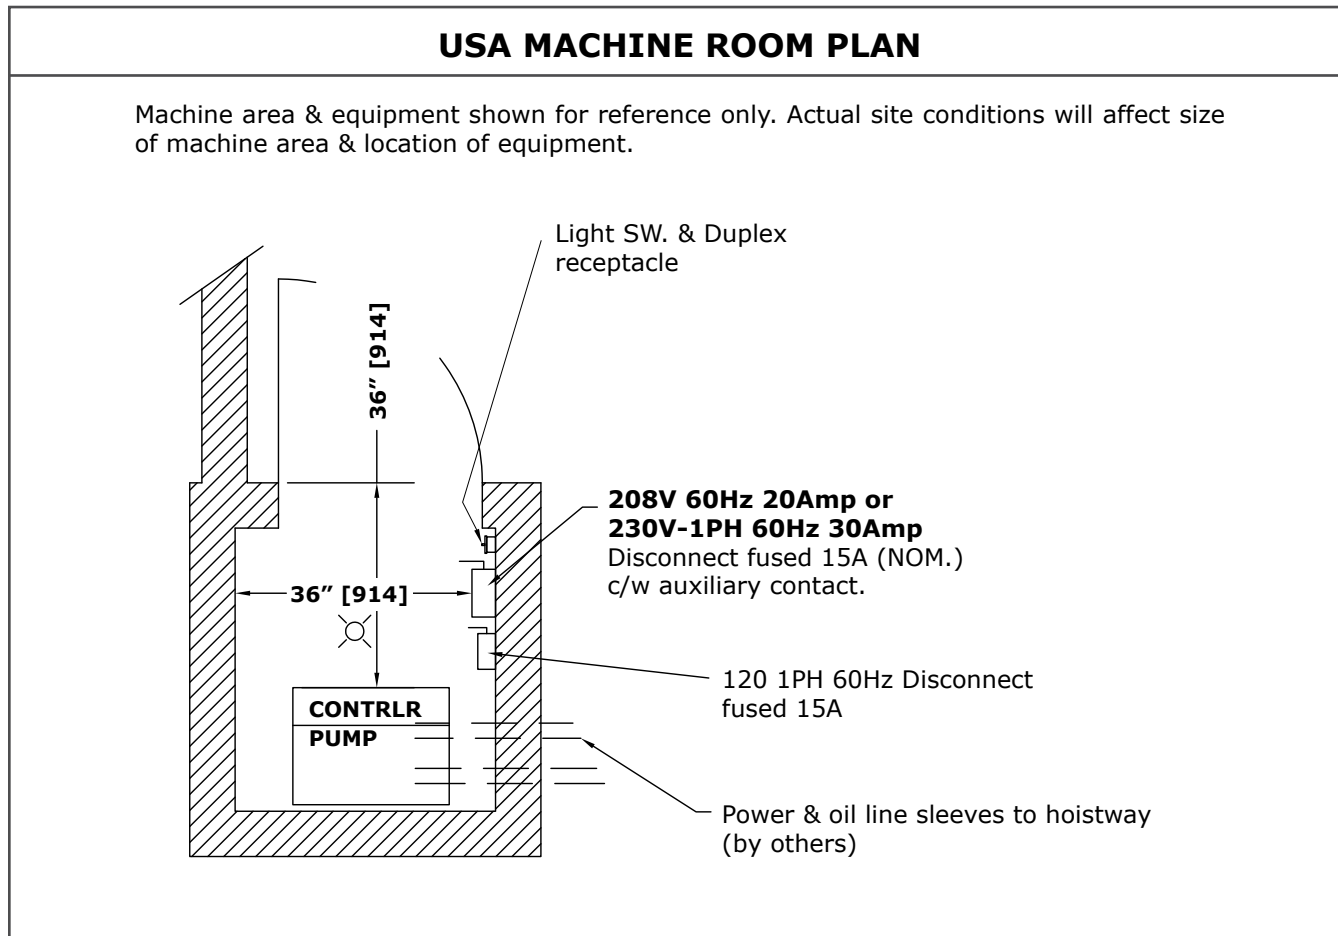 USA MACHINE ROOM PLAN
Machine area & equipment shown for reference only. Actual site conditions will affect size
of machine area & location of equipment.
Light SW. & Duplex
receptacle
36” [914]
208V 60Hz 20Amp or
230V-1PH 60Hz 30Amp
Disconnect fused 15A (NOM.)
c/w auxiliary contact.
36” [914]
120 1PH 60Hz Disconnect
fused 15A
CONTRLR
PUMP
Power & oil line sleeves to hoistway
(by others)